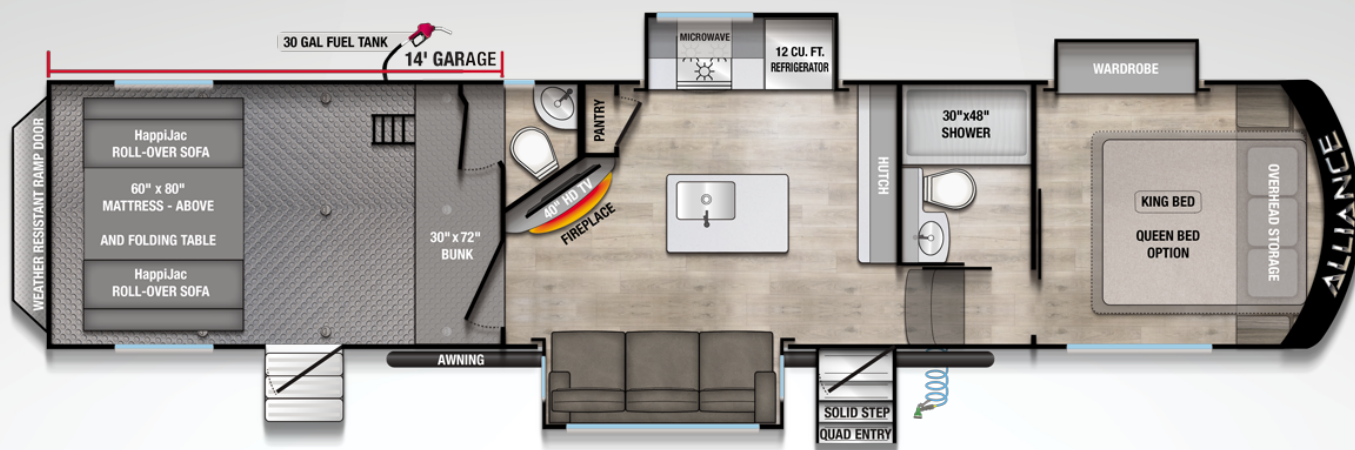 30 GAL FUEL TANK
14' GARAGE
MICROWAVE
12 CU. FT.
REFRIGERATOR
WARDROBE
WEATHER RESISTANT RAMP DOOR
HappiJac
ROLL-OVER SOFA
60" x 80"
MATTRESS - ABOVE
AND FOLDING TABLE
HappiJac
ROLL-OVER SOFA
30"x72"
BUNK
PANTRY
40" HD TV
FIREPLACE
HUTCH
30"x48"
SHOWER
KING BED
QUEEN BED
OPTION
OVERHEAD STORAGE
ALLIANCE
AWNING
SOLID STEP
QUAD ENTRY